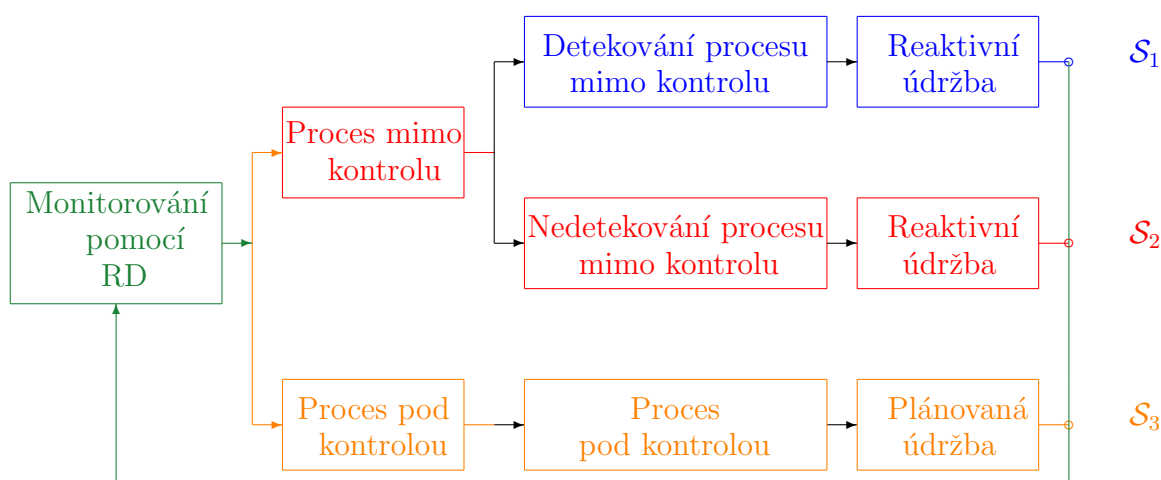 Detekování procesu
mimo kontrolu
Reaktivní
údržba
S1
Proces mimo
kontrolu
Monitorování
pomocí
RD
Nedetekování procesu
mimo kontrolu
Reaktivní
údržba
S2
Proces pod
kontrolou
Proces
pod kontrolou
Plánovaná
údržba
S3